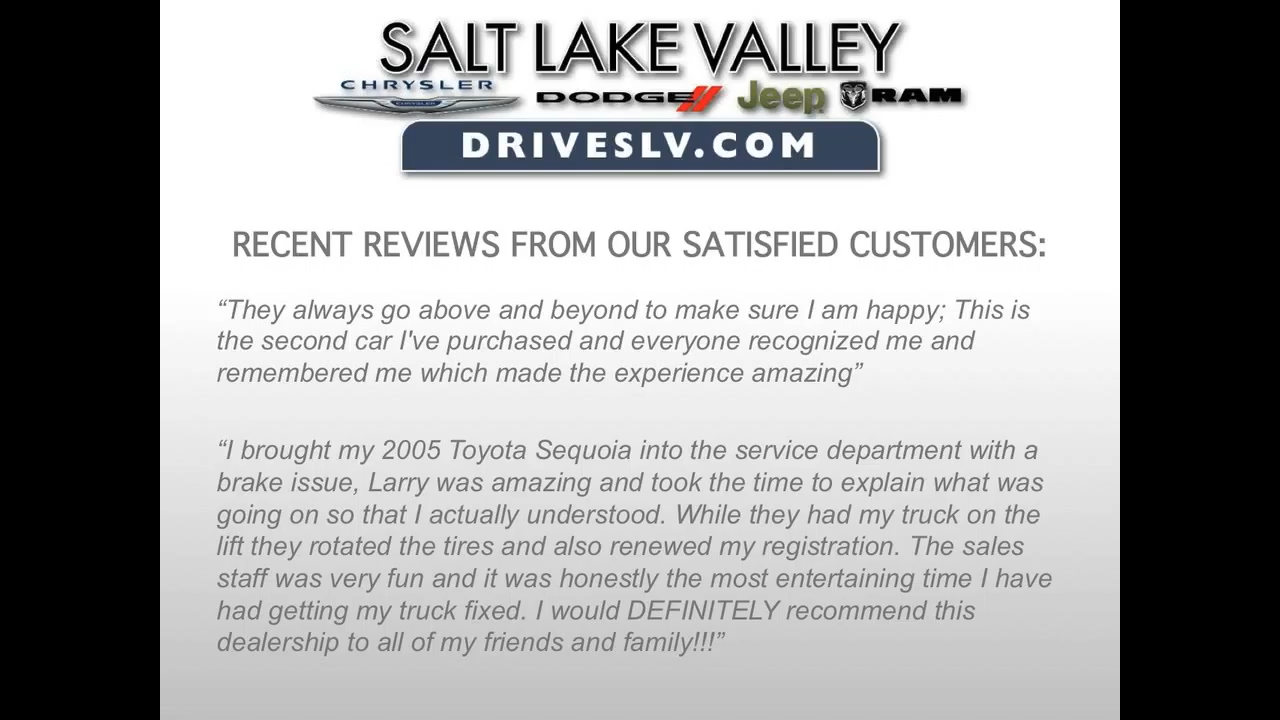 SALT LAKE VALLEY
CHRYSLER
CHRYSLER DODGE Jeep RAM
DRIVESLV.COM
RECENT REVIEWS FROM OUR SATISFIED CUSTOMERS:
“They always go above and beyond to make sure I am happy; This is
the second car I've purchased and everyone recognized me and
remembered me which made the experience amazing”
“I brought my 2005 Toyota Sequoia into the service department with a
brake issue, Larry was amazing and took the time to explain what was
going on so that I actually understood. While they had my truck on the
lift they rotated the tires and also renewed my registration. The sales
staff was very fun and it was honestly the most entertaining time I have
had getting my truck fixed. I would DEFINITELY recommend this
dealership to all of my friends and family!!!”